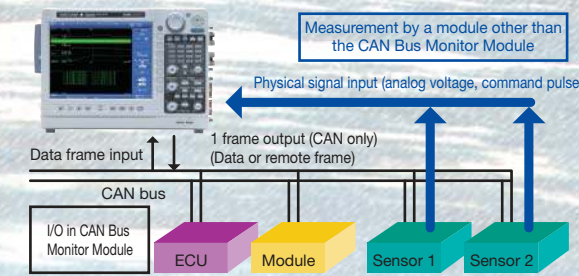 Measurement by a module other than
the CAN Bus Monitor Module
Physical signal input (analog voltage, command pulse
1 frame output (CAN only)
(Data or remote frame)
Data frame input
CAN bus
I/O in CAN Bus
Monitor Module
ECU
Module
Sensor 1
Sensor 2